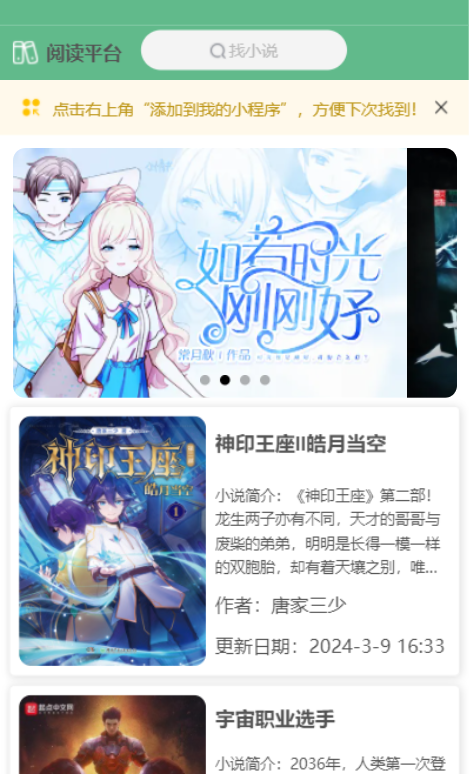 阅读平台
找小说
点击右上角“添加到我的小程序”，方便下次找到！
如若时光
刚刚好
常月秋 | 作品
神印王座
皓月当空
1
神印王座II皓月当空
小说简介：《神印王座》第二部！
龙生两子亦有不同，天才的哥哥与
废柴的弟弟，明明是长得一模一样
的双胞胎，却有着天壤之别，唯...
作者：唐家三少
更新日期：2024-3-9 16:33
起点中文网
宇宙职业选手
小说简介：2036年，人类第一次登